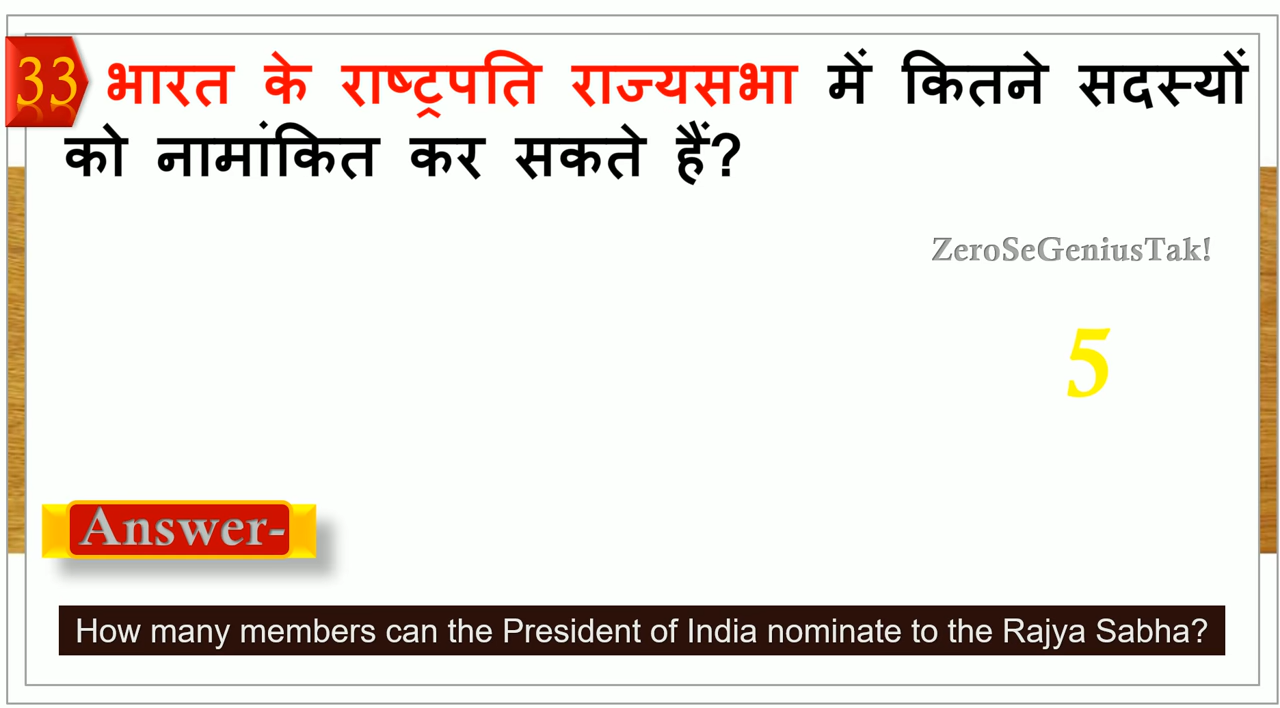 33 भारत के राष्ट्रपति राज्यसभा में कितने सदस्यों
को नामांकित कर सकते हैं?
ZeroSeGeniusTak!
5
Answer-
How many members can the President of India nominate to the Rajya Sabha?